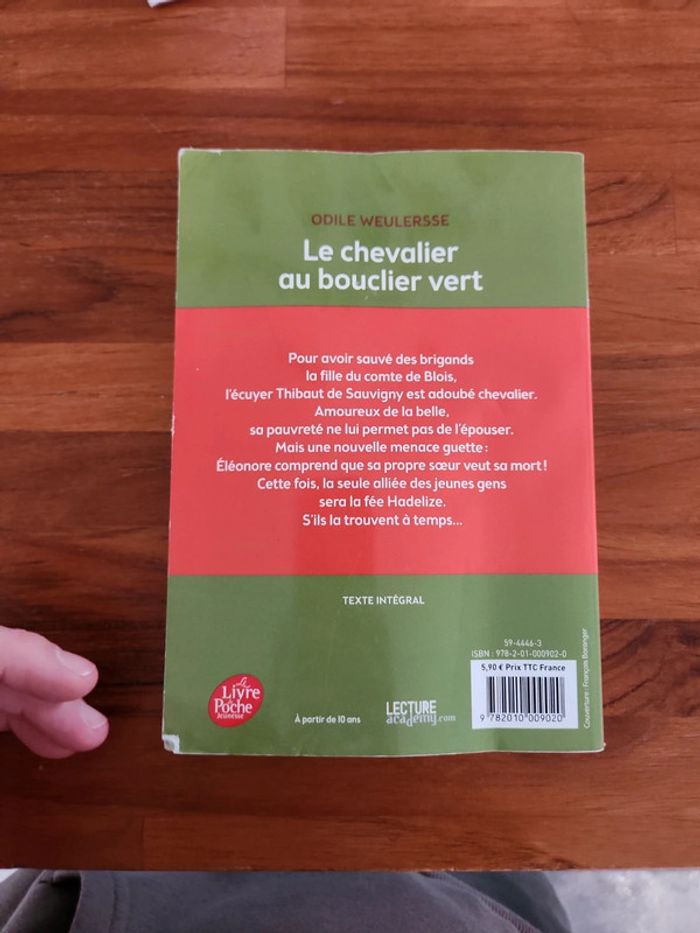 ODILE WEULERSSE
Le chevalier
au bouclier vert
Pour avoir sauvé des brigands
la fille du comte de Blois,
l'écuyer Thibaut de Sauvigny est adoubé chevalier.
Amoureux de la belle,
sa pauvreté ne lui permet pas de l'épouser.
Mais une nouvelle menace guette :
Éléonore comprend que sa propre sœur veut sa mort !
Cette fois, la seule alliée des jeunes gens
sera la fée Hadelize.
S'ils la trouvent à temps...
TEXTE INTÉGRAL
59-4446-3
ISBN : 978-2-01-000902-0
5,90 € Prix TTC France
9 782010 009020
Couverture : François Baranger
Le
Livre
de
Poche
Jeunesse
À partir de 10 ans
LECTURE
academy.com